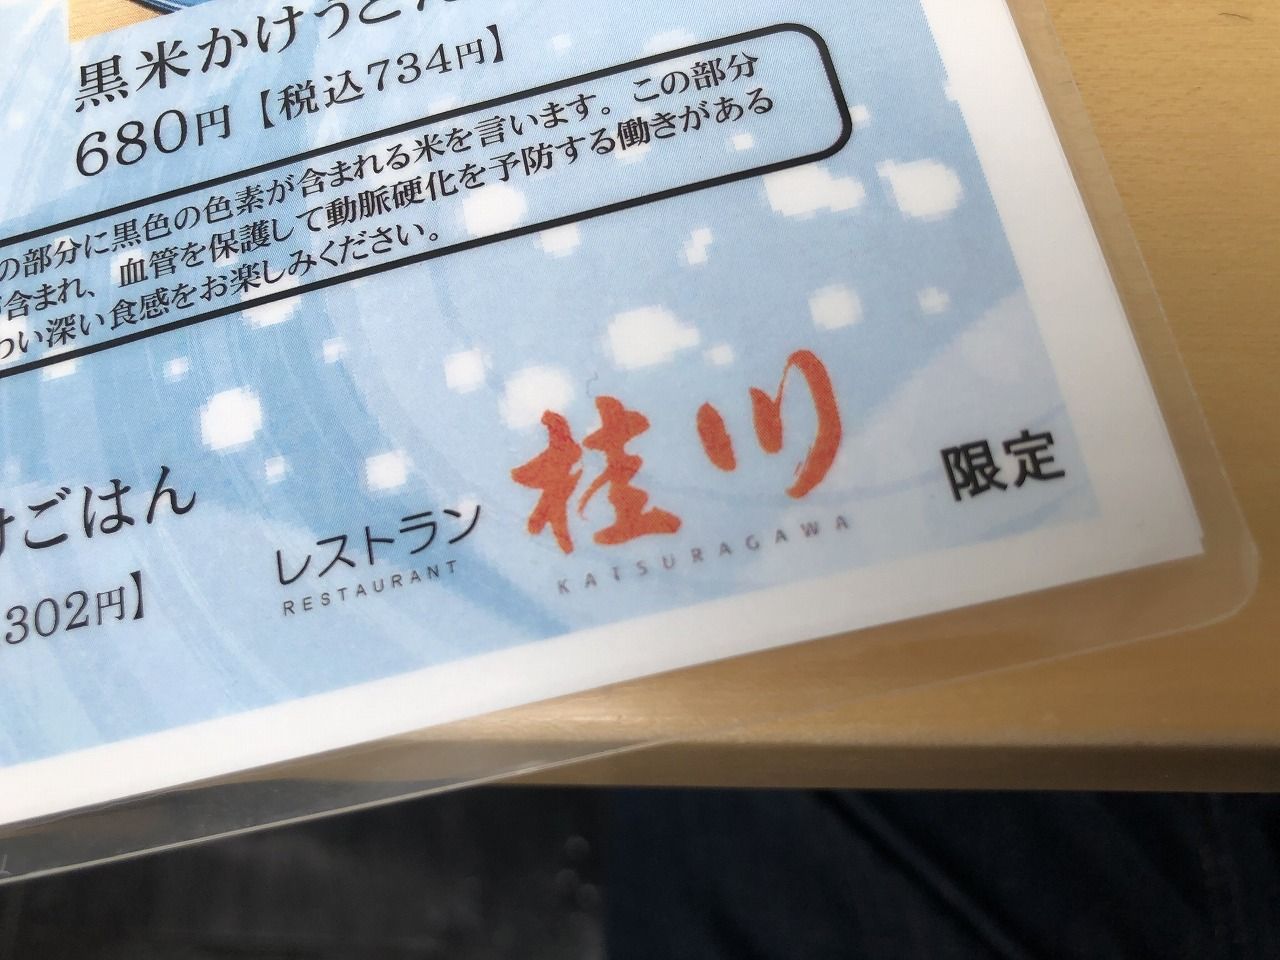 黒米かけうどん
680円【税込734円】
の部分に黒色の色素が含まれる米を言います。この部分
含まれ、血管を保護して動脈硬化を予防する働きがある
わい深い食感をお楽しみください。
けごはん
302円】
レストラン
RESTAURANT
桂川
KATSURAGAWA
限定